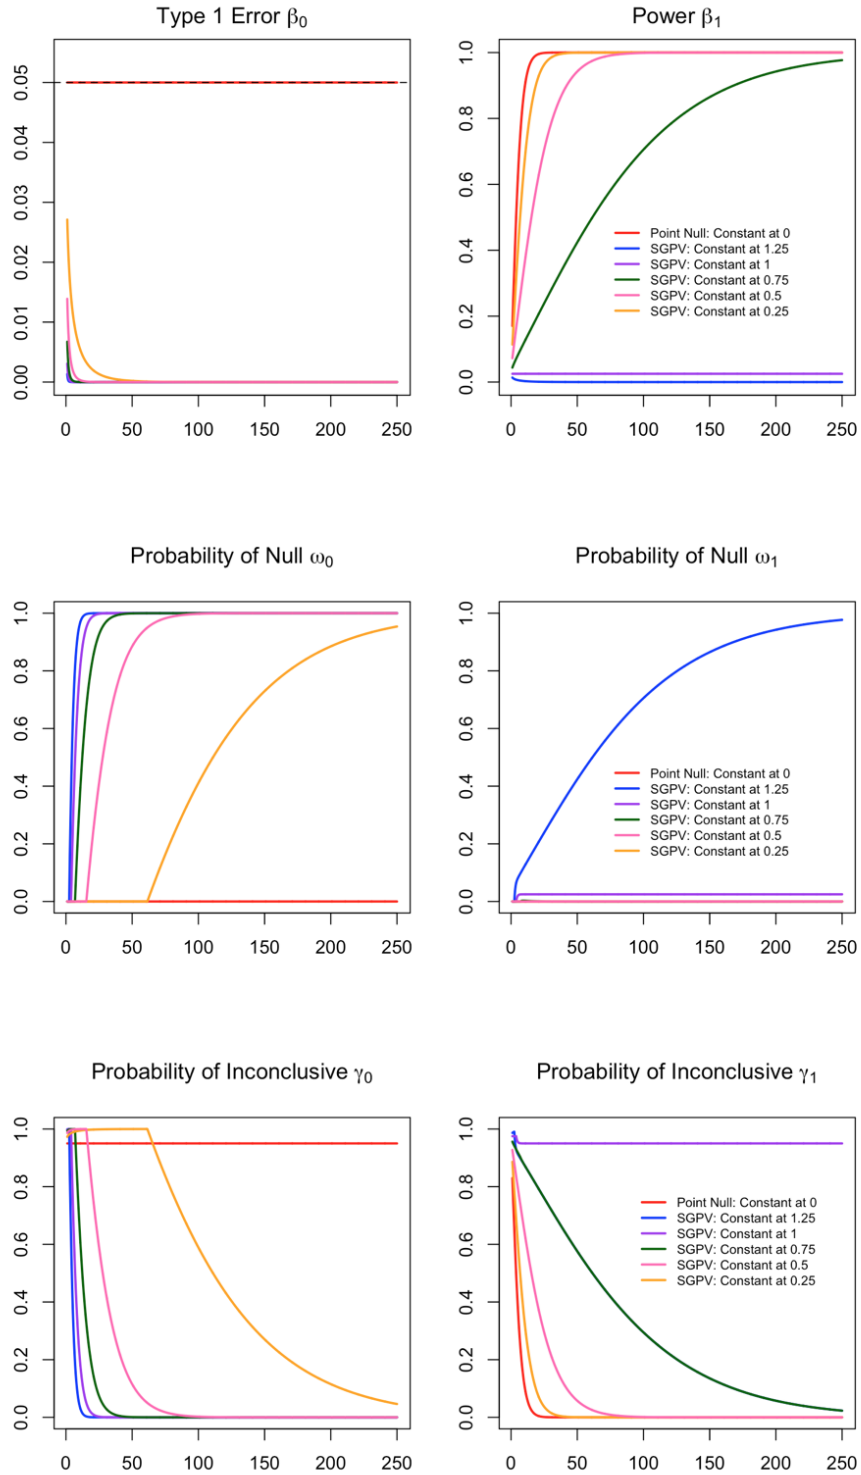 Type 1 Error β₀
0.05
0.04
0.03
0.02
0.01
0.00
0 50 100 150 200 250
Power β₁
1.0
0.8
0.6
0.4
0.2
0.0
Point Null: Constant at 0
SGPV: Constant at 1.25
SGPV: Constant at 1
SGPV: Constant at 0.75
SGPV: Constant at 0.5
SGPV: Constant at 0.25
0 50 100 150 200 250
Probability of Null ω₀
1.0
0.8
0.6
0.4
0.2
0.0
0 50 100 150 200 250
Probability of Null ω₁
1.0
0.8
0.6
0.4
0.2
0.0
Point Null: Constant at 0
SGPV: Constant at 1.25
SGPV: Constant at 1
SGPV: Constant at 0.75
SGPV: Constant at 0.5
SGPV: Constant at 0.25
0 50 100 150 200 250
Probability of Inconclusive γ₀
1.0
0.8
0.6
0.4
0.2
0.0
0 50 100 150 200 250
Probability of Inconclusive γ₁
1.0
0.8
0.6
0.4
0.2
0.0
Point Null: Constant at 0
SGPV: Constant at 1.25
SGPV: Constant at 1
SGPV: Constant at 0.75
SGPV: Constant at 0.5
SGPV: Constant at 0.25
0 50 100 150 200 250